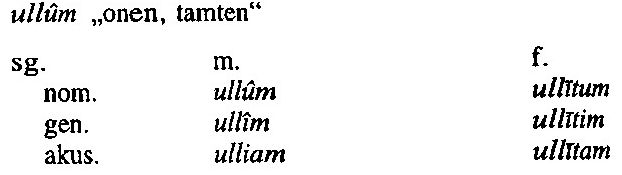 ullûm „onen, tamten“
sg. m. f.
nom. ullûm ullītum
gen. ullîm ullītim
akus. ulliam ullītam